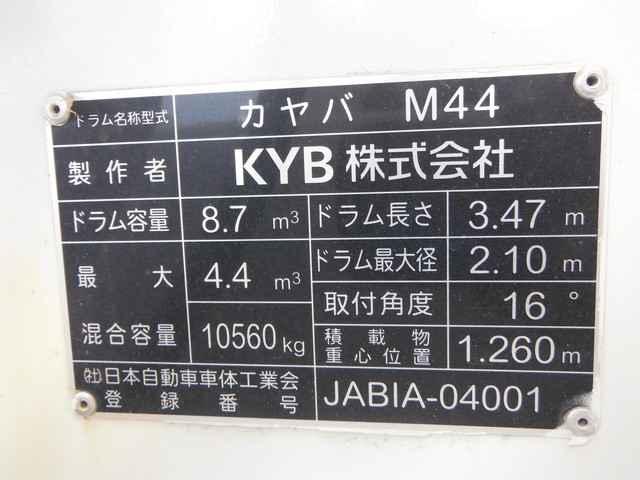 ドラム名称型式 カヤバ M44
製作者 KYB 株式会社
ドラム容量 8.7 m³ ドラム長さ 3.47 m
最大 4.4 m³ ドラム最大径 2.10 m
取付角度 16 °
混合容量 10560 kg 積載物
重心位置 1.260 m
㈳日本自動車車体工業会
登録番号 JABIA-04001